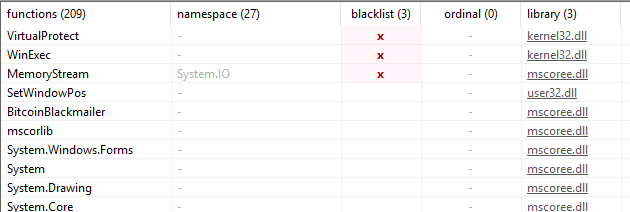 functions (209) namespace (27) blacklist (3) ordinal (0) library (3)
VirtualProtect - x - kernel32.dll
WinExec - x - kernel32.dll
MemoryStream System.IO x - mscoree.dll
SetWindowPos - - user32.dll
BitcoinBlackmailer - - mscoree.dll
mscorlib - - mscoree.dll
System.Windows.Forms - - mscoree.dll
System - - mscoree.dll
System.Drawing - - mscoree.dll
System.Core - - mscoree.dll